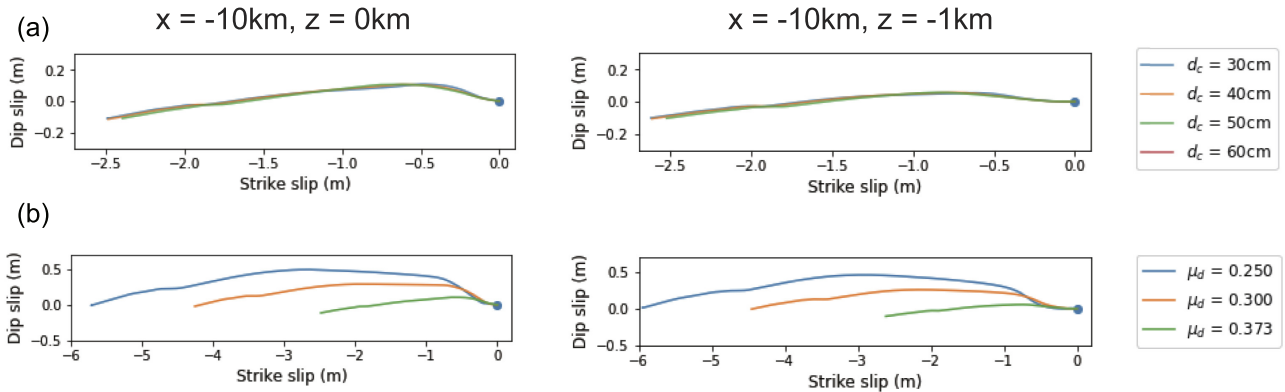 (a)
x = -10km, z = 0km
x = -10km, z = -1km
Dip slip (m)
0.2
0.0
−0.2
−2.5 −2.0 −1.5 −1.0 −0.5 0.0
Strike slip (m)
Dip slip (m)
0.2
0.0
−0.2
−2.5 −2.0 −1.5 −1.0 −0.5 0.0
Strike slip (m)
d_c = 30cm
d_c = 40cm
d_c = 50cm
d_c = 60cm
(b)
Dip slip (m)
0.5
0.0
−0.5
−6 −5 −4 −3 −2 −1 0
Strike slip (m)
Dip slip (m)
0.5
0.0
−0.5
−6 −5 −4 −3 −2 −1 0
Strike slip (m)
μ_d = 0.250
μ_d = 0.300
μ_d = 0.373